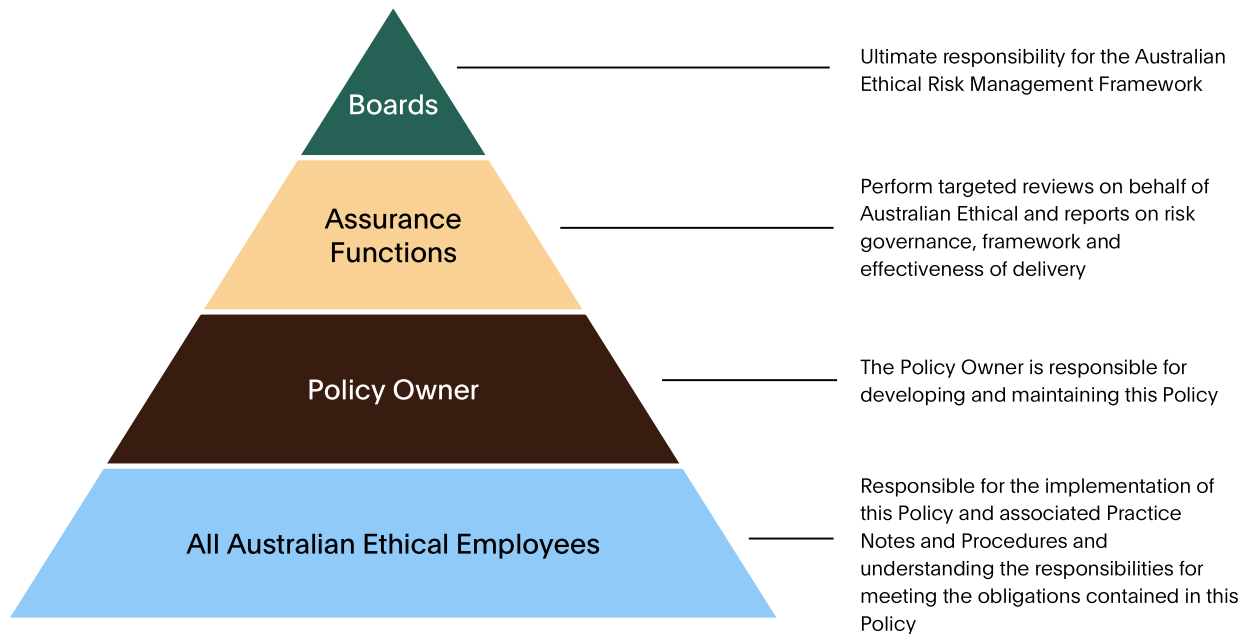 Boards
Ultimate responsibility for the Australian
Ethical Risk Management Framework
Assurance
Functions
Perform targeted reviews on behalf of
Australian Ethical and reports on risk
governance, framework and
effectiveness of delivery
Policy Owner
The Policy Owner is responsible for
developing and maintaining this Policy
All Australian Ethical Employees
Responsible for the implementation of
this Policy and associated Practice
Notes and Procedures and
understanding the responsibilities for
meeting the obligations contained in this
Policy